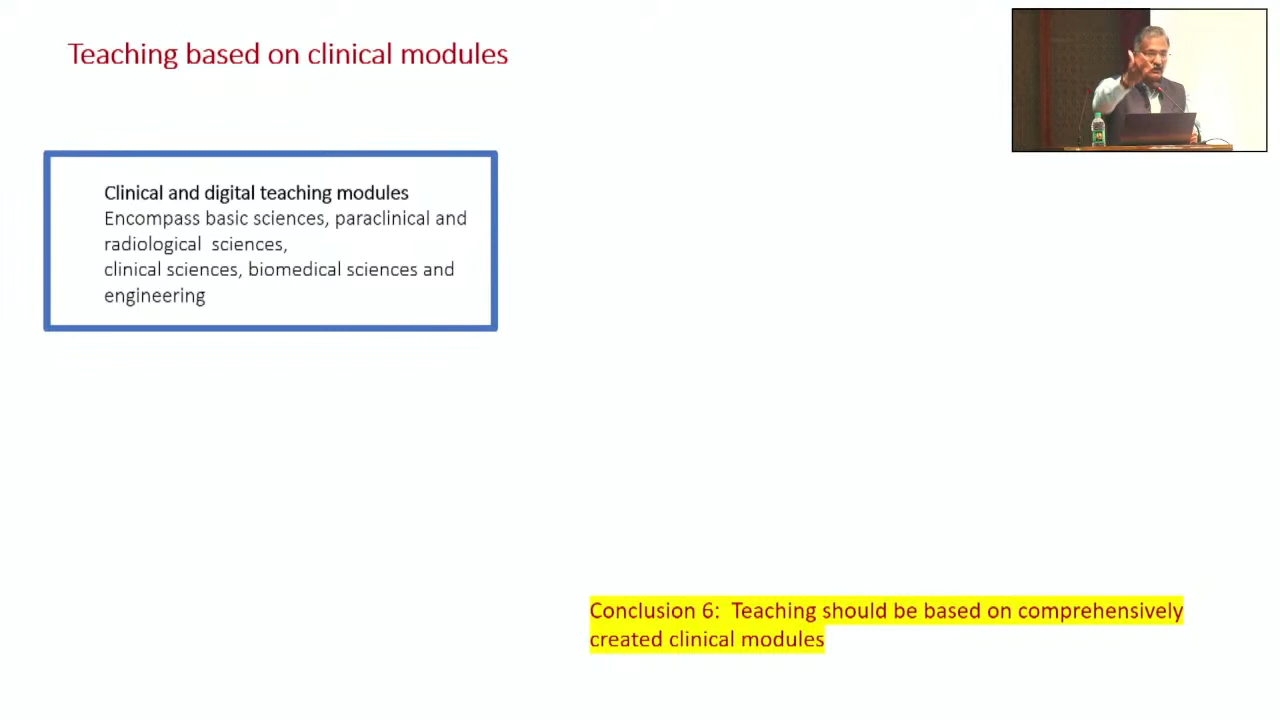 Teaching based on clinical modules
Clinical and digital teaching modules
Encompass basic sciences, paraclinical and
radiological  sciences,
clinical sciences, biomedical sciences and
engineering
Conclusion 6:  Teaching should be based on comprehensively
created clinical modules